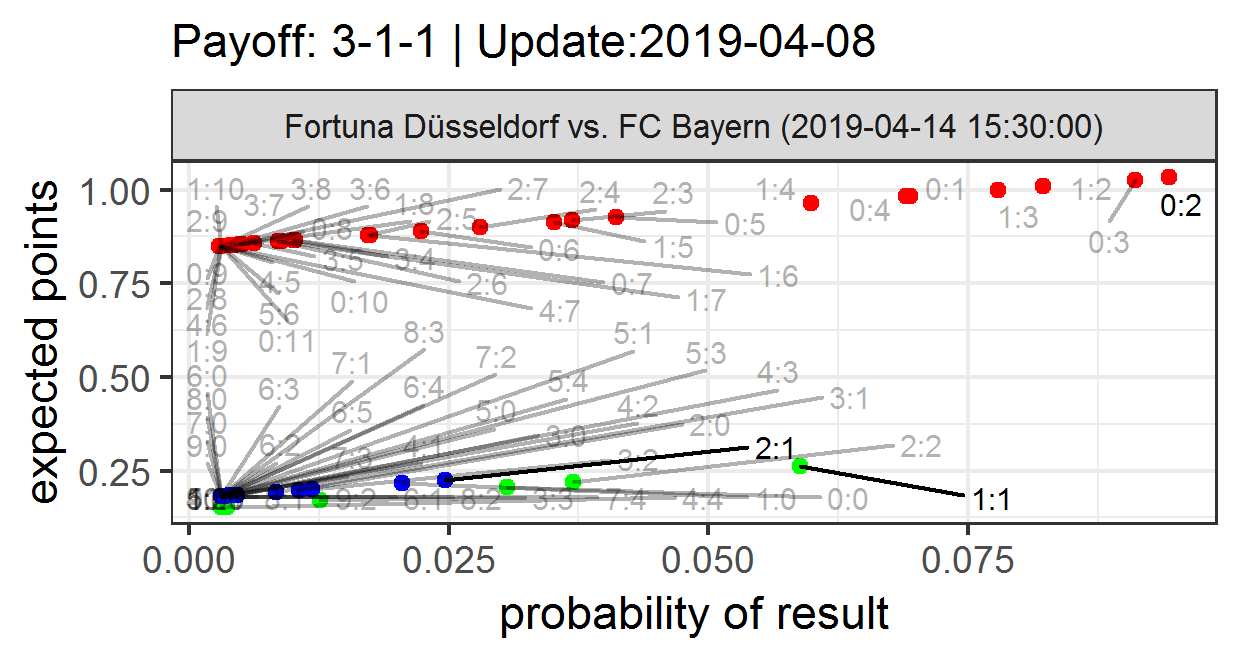 Payoff: 3-1-1 | Update:2019-04-08
Fortuna Düsseldorf vs. FC Bayern (2019-04-14 15:30:00)
expected points
1.00
0.75
0.50
0.25
1:10 3:8 3:6 2:7 2:4 2:3 1:4 0:1 1:2
3:7 1:8 0:4 1:3 0:2
2:9 0:8 2:5 0:5
3:5 3:4 0:6 1:5 0:3
0:9 4:5 2:6 0:7 1:6
2:8 0:10 1:7
4:6 5:6 4:7
1:9 0:11 8:3 5:1
6:0 7:1 7:2 5:3
8:0 6:3 6:4 5:4 4:3
7:0 6:5 5:0 4:2 3:1
9:0 6:2 4:1 3:0 2:0
7:3 3:2 2:1 2:2
9:2 6:1 8:2 3:3 7:4 4:4 1:0 0:0 1:1
0.000 0.025 0.050 0.075
probability of result